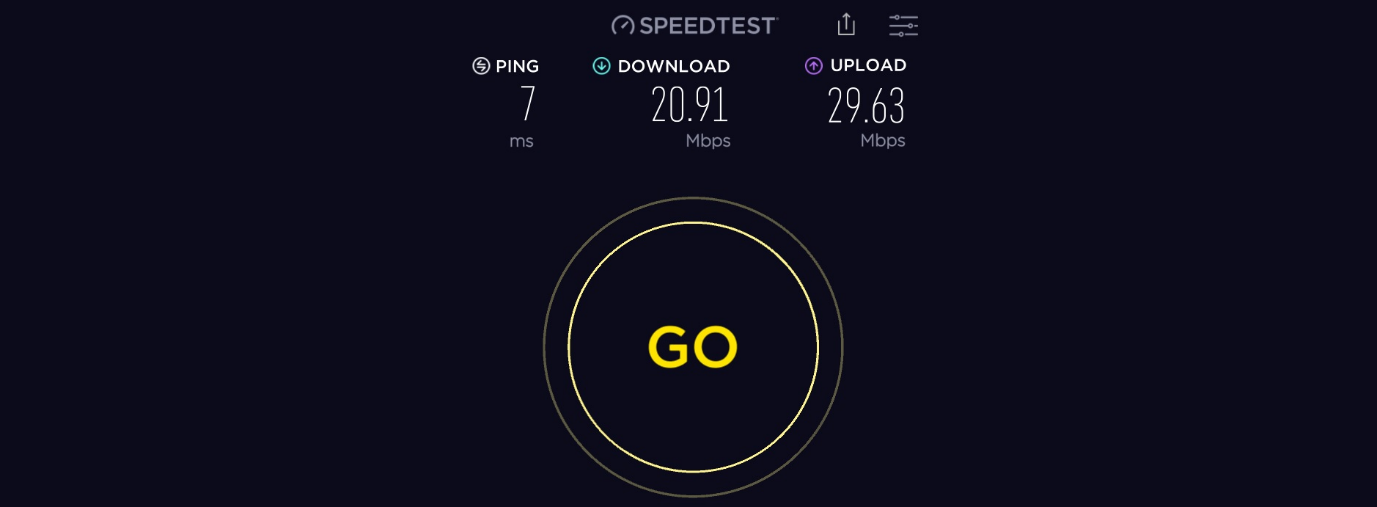 SPEEDTEST
PING DOWNLOAD UPLOAD
7 20.91 29.63
ms Mbps Mbps
GO